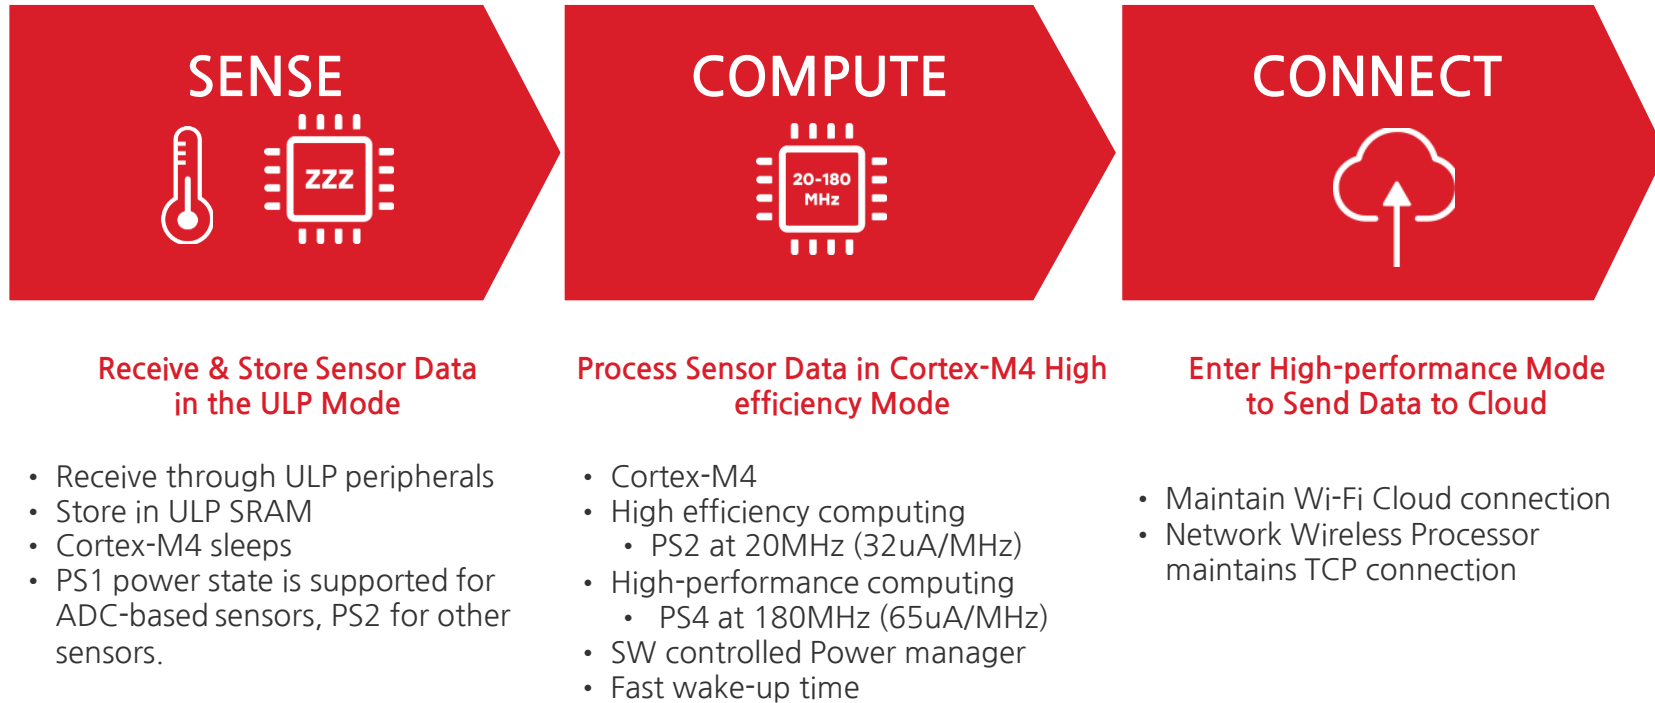 SENSE
ZZZ
Receive & Store Sensor Data
in the ULP Mode
• Receive through ULP peripherals
• Store in ULP SRAM
• Cortex-M4 sleeps
• PS1 power state is supported for
ADC-based sensors, PS2 for other
sensors.
COMPUTE
20-180
MHz
Process Sensor Data in Cortex-M4 High
efficiency Mode
• Cortex-M4
• High efficiency computing
• PS2 at 20MHz (32uA/MHz)
• High-performance computing
• PS4 at 180MHz (65uA/MHz)
• SW controlled Power manager
• Fast wake-up time
CONNECT
Enter High-performance Mode
to Send Data to Cloud
• Maintain Wi-Fi Cloud connection
• Network Wireless Processor
maintains TCP connection